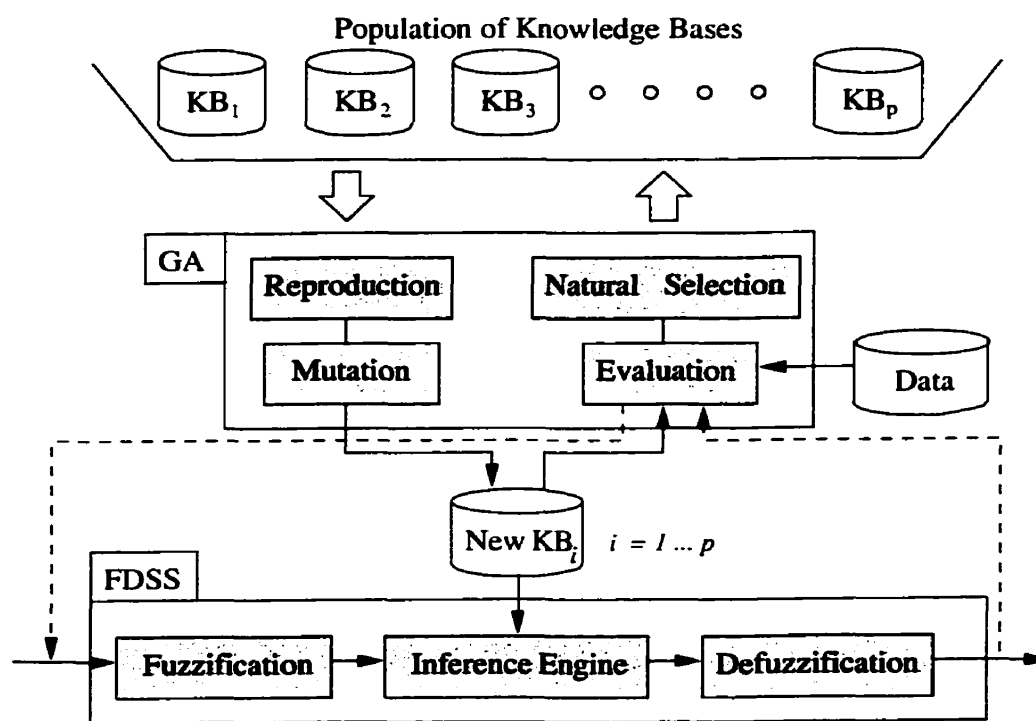 Population of Knowledge Bases
KB1 KB2 KB3 KBp
GA
Reproduction Natural Selection
Mutation Evaluation Data
New KBi i = 1 ... p
FDSS
Fuzzification Inference Engine Defuzzification